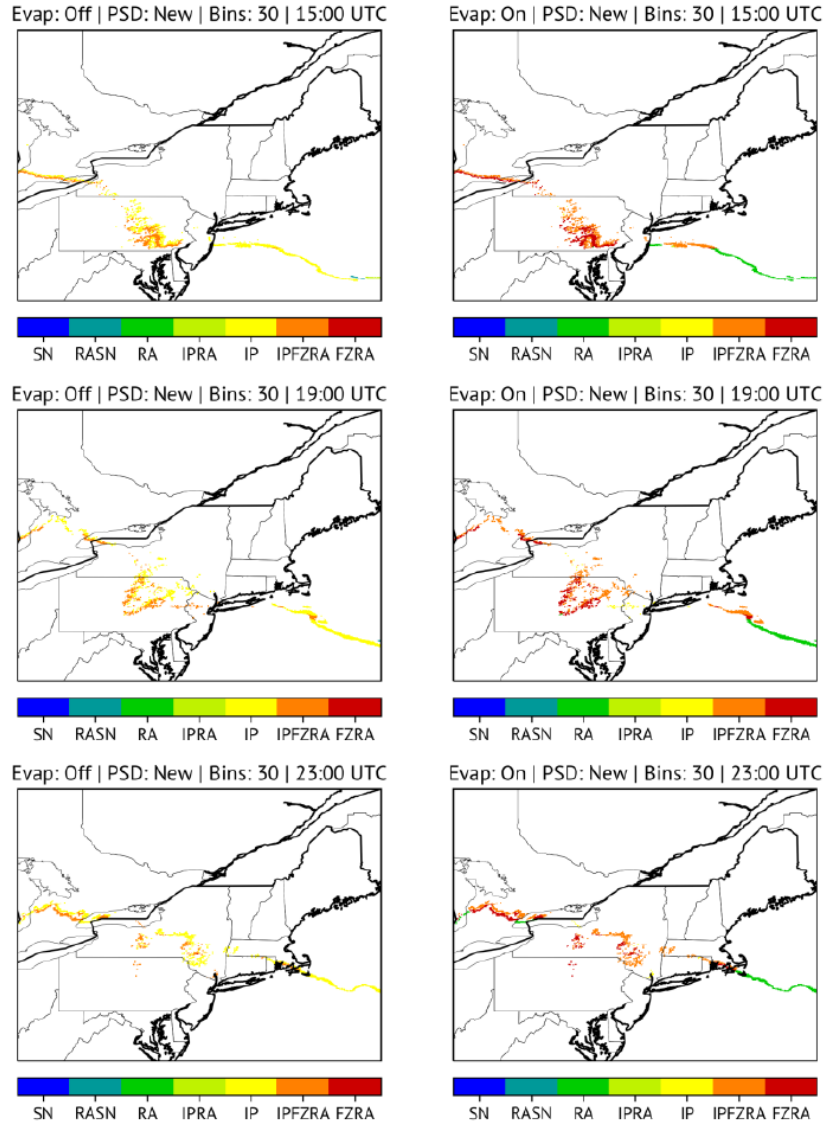 Evap: Off | PSD: New | Bins: 30 | 15:00 UTC
Evap: On | PSD: New | Bins: 30 | 15:00 UTC
SN RASN RA IPRA IP IPFZRA FZRA
SN RASN RA IPRA IP IPFZRA FZRA
Evap: Off | PSD: New | Bins: 30 | 19:00 UTC
Evap: On | PSD: New | Bins: 30 | 19:00 UTC
SN RASN RA IPRA IP IPFZRA FZRA
SN RASN RA IPRA IP IPFZRA FZRA
Evap: Off | PSD: New | Bins: 30 | 23:00 UTC
Evap: On | PSD: New | Bins: 30 | 23:00 UTC
SN RASN RA IPRA IP IPFZRA FZRA
SN RASN RA IPRA IP IPFZRA FZRA